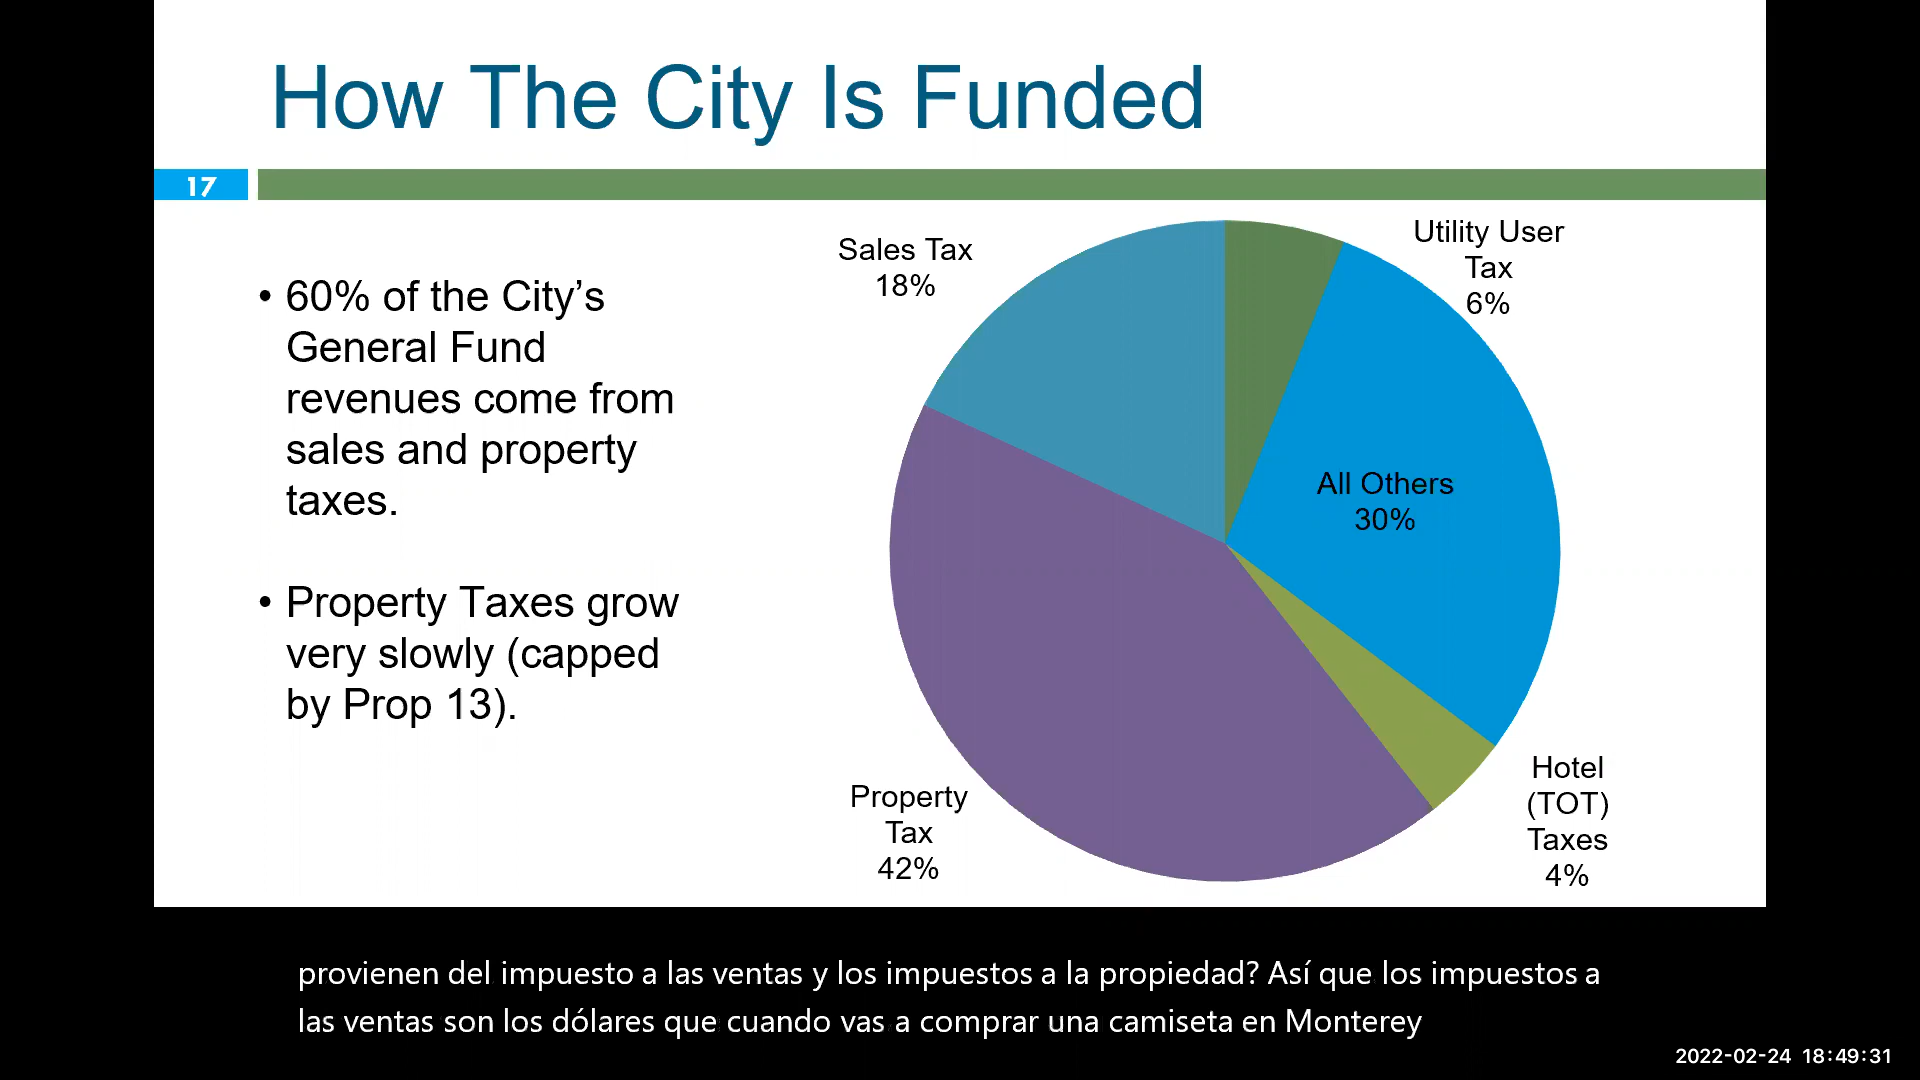 How The City Is Funded
17
• 60% of the City’s
General Fund
revenues come from
sales and property
taxes.
• Property Taxes grow
very slowly (capped
by Prop 13).
Sales Tax
18%
Utility User
Tax
6%
All Others
30%
Property
Tax
42%
Hotel
(TOT)
Taxes
4%
provienen del impuesto a las ventas y los impuestos a la propiedad? Así que los impuestos a
las ventas son los dólares que cuando vas a comprar una camiseta en Monterey
2022-02-24 18:49:31